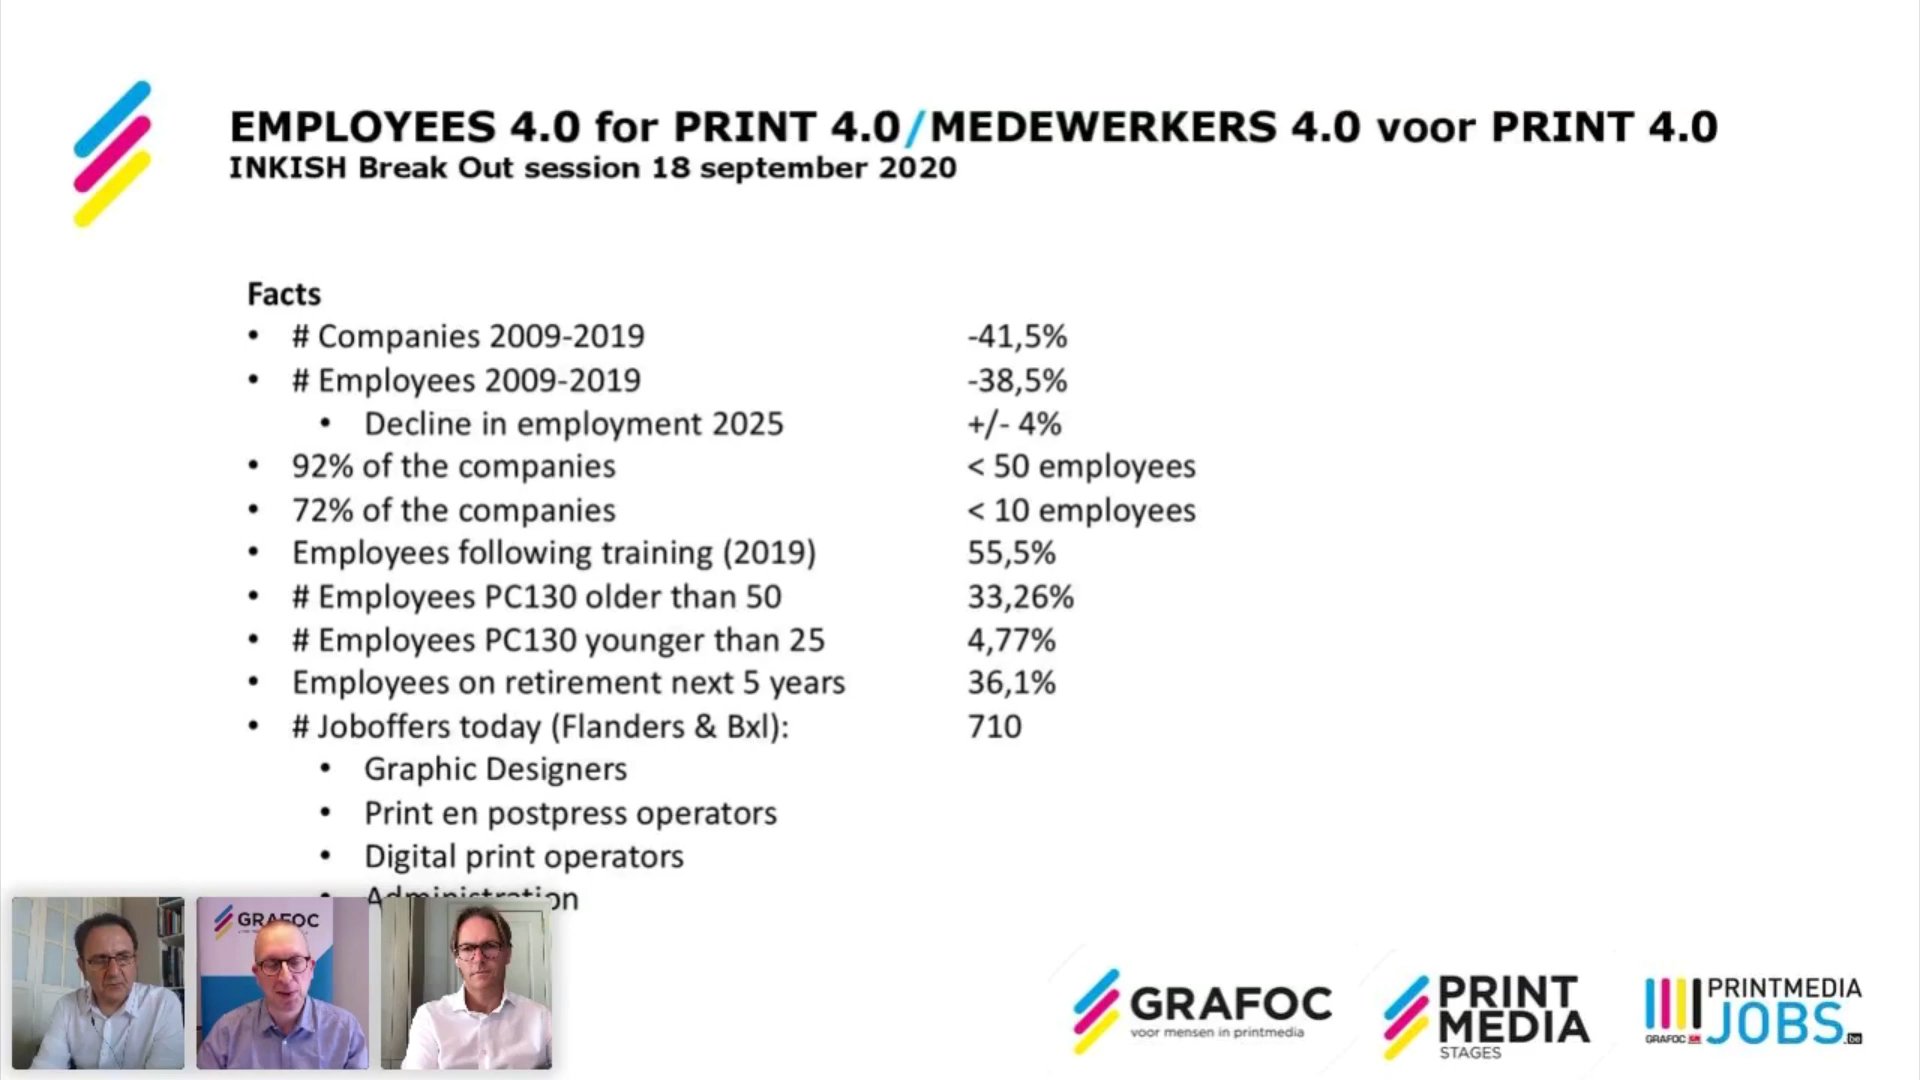 EMPLOYEES 4.0 for PRINT 4.0/MEDEWERKERS 4.0 voor PRINT 4.0
INKISH Break Out session 18 september 2020
Facts
• # Companies 2009-2019 -41,5%
• # Employees 2009-2019 -38,5%
• Decline in employment 2025 +/- 4%
• 92% of the companies < 50 employees
• 72% of the companies < 10 employees
• Employees following training (2019) 55,5%
• # Employees PC130 older than 50 33,26%
• # Employees PC130 younger than 25 4,77%
• Employees on retirement next 5 years 36,1%
• # Joboffers today (Flanders & Bxl): 710
• Graphic Designers
• Print en postpress operators
• Digital print operators
• Administration
GRAFOC
GRAFOC
voor mensen in printmedia
PRINT
MEDIA
STAGES
PRINTMEDIA
JOBS.be
GRAFOC